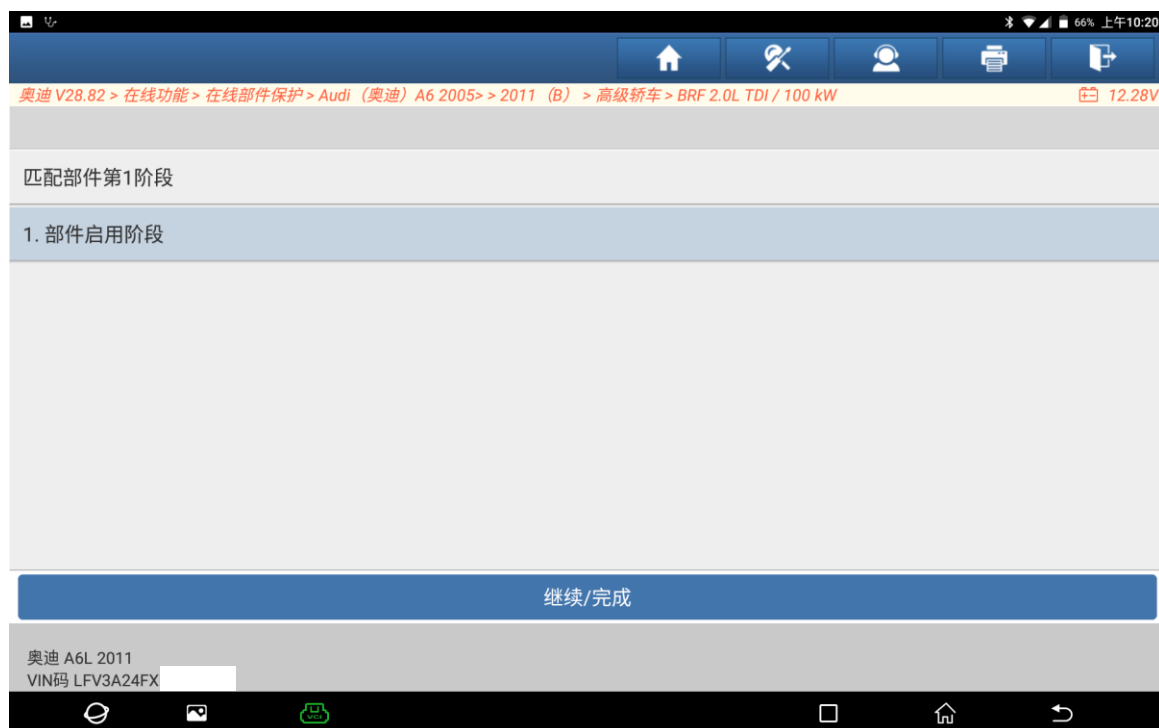 66% 上午10:20
奥迪 V28.82 > 在线功能 > 在线部件保护 > Audi（奥迪）A6 2005> > 2011（B） > 高级轿车 > BRF 2.0L TDI / 100 kW 12.28V
匹配部件第1阶段
1. 部件启用阶段
继续/完成
奥迪 A6L 2011
VIN码 LFV3A24FX
VCI